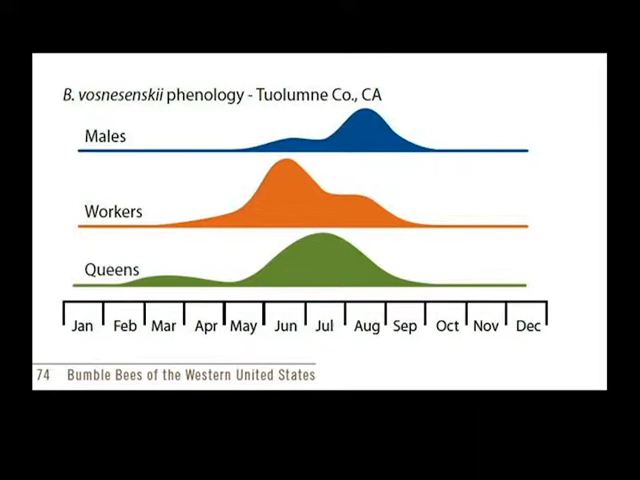 B. vosnesenskii phenology - Tuolumne Co., CA
Males
Workers
Queens
Jan Feb Mar Apr May Jun Jul Aug Sep Oct Nov Dec
74 Bumble Bees of the Western United States